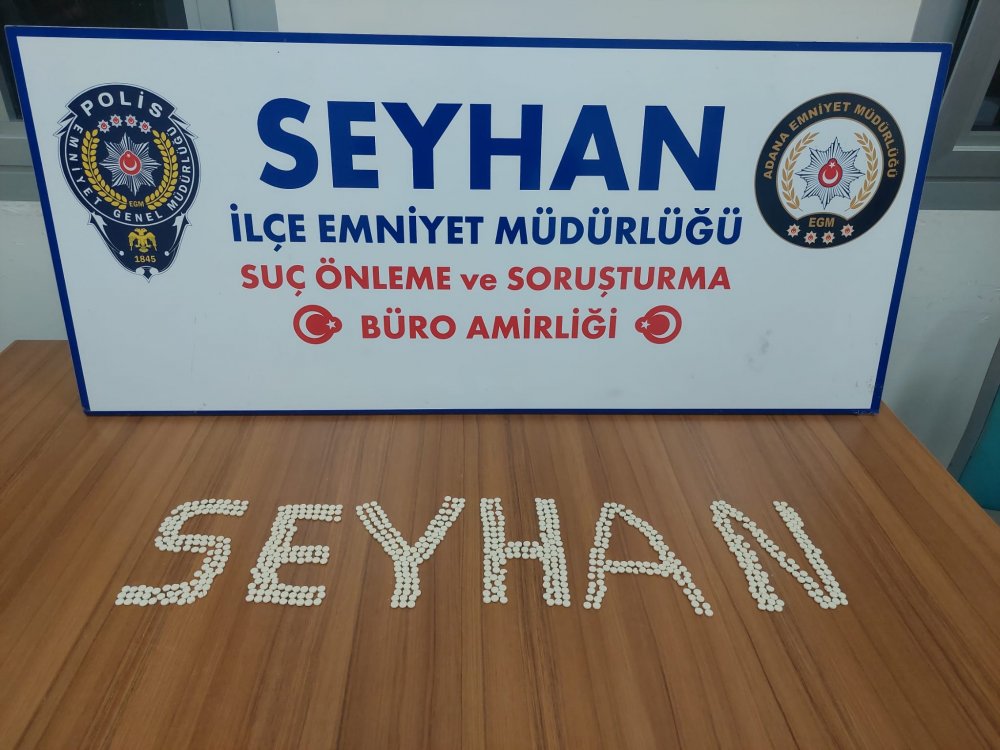 POLİS
EMNİYET GENEL MÜDÜRLÜĞÜ
EGM
1845
SEYHAN
İLÇE EMNİYET MÜDÜRLÜĞÜ
SUÇ ÖNLEME ve SORUŞTURMA
BÜRO AMİRLİĞİ
ADANA EMNİYET MÜDÜRLÜĞÜ
EGM
SEYHAN